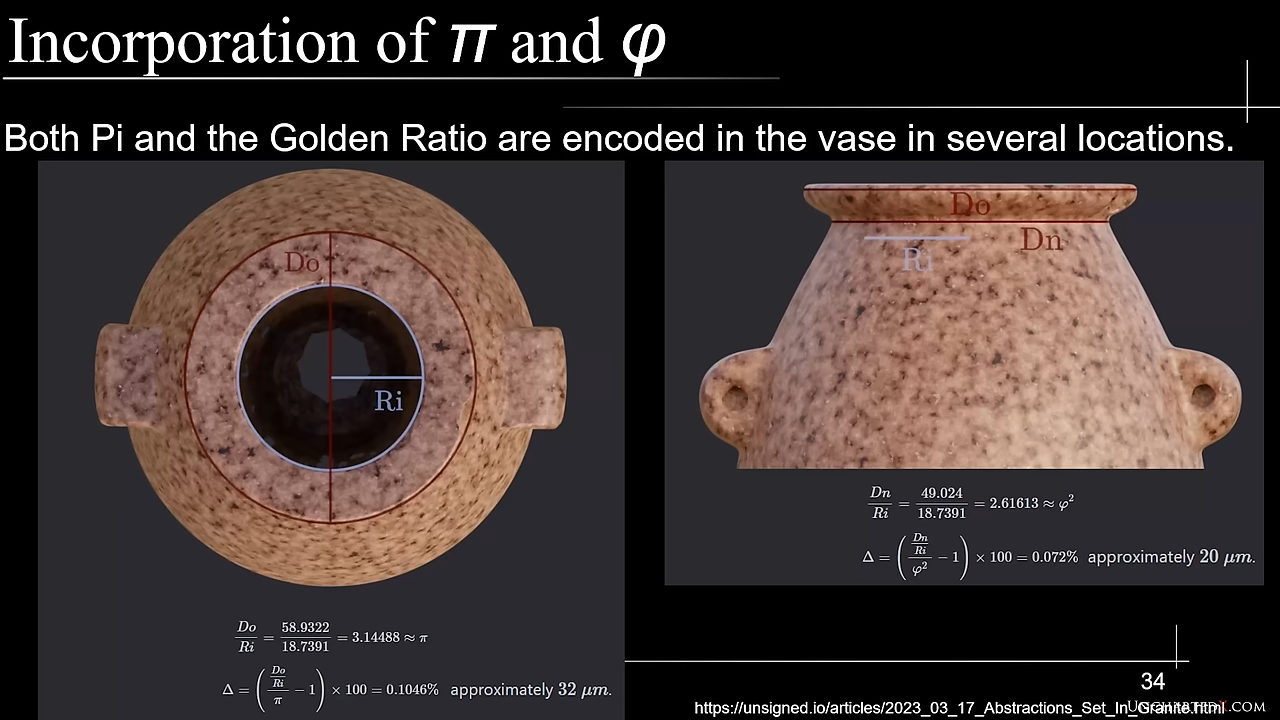 Incorporation of π and φ
Both Pi and the Golden Ratio are encoded in the vase in several locations.
Do
Ri
Do/Ri = 58.9322/18.7391 = 3.14488 ≈ π
Δ = ((Do/Ri)/π − 1) × 100 = 0.1046% approximately 32 μm.
Do
Dn
Ri
Dn/Ri = 49.024/18.7391 = 2.61613 ≈ φ²
Δ = ((Dn/Ri)/φ² − 1) × 100 = 0.072% approximately 20 μm.
34
https://unsigned.io/articles/2023_03_17_Abstractions_Set_In_Granite.html
UnchartedX.com